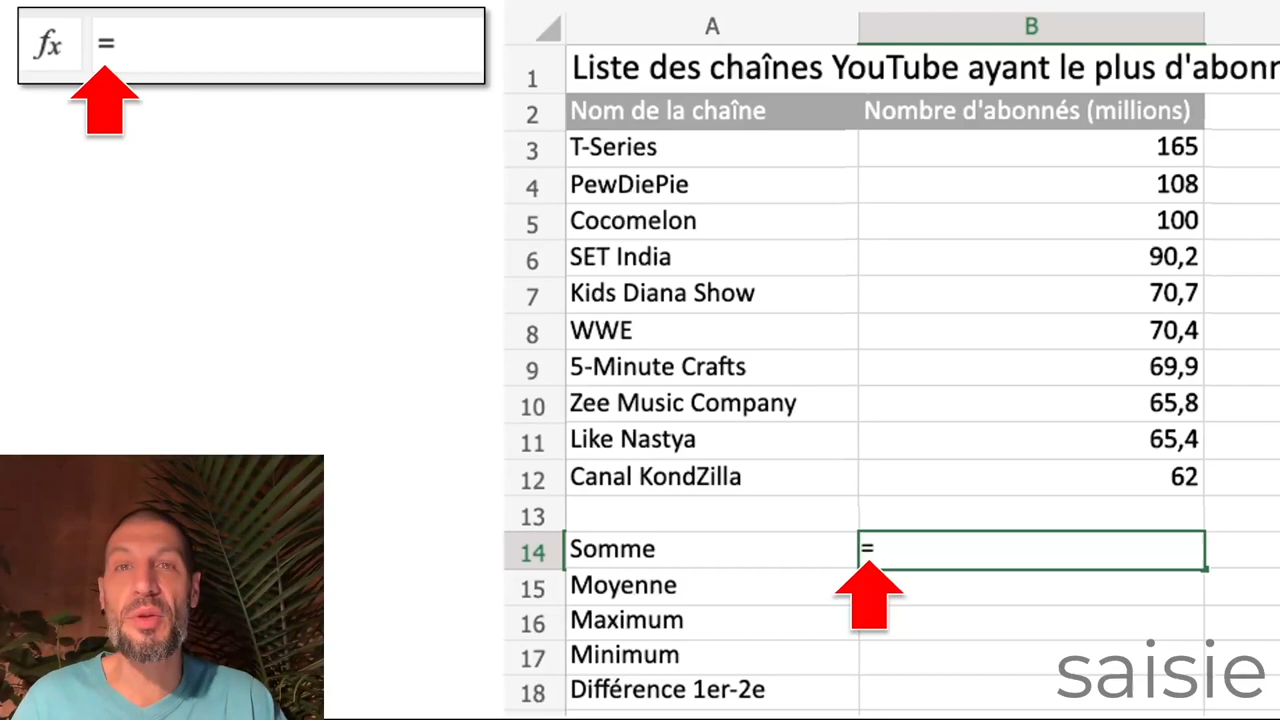 fx =
A B
1 Liste des chaînes YouTube ayant le plus d'abonn
2 Nom de la chaîne Nombre d'abonnés (millions)
3 T-Series 165
4 PewDiePie 108
5 Cocomelon 100
6 SET India 90,2
7 Kids Diana Show 70,7
8 WWE 70,4
9 5-Minute Crafts 69,9
10 Zee Music Company 65,8
11 Like Nastya 65,4
12 Canal KondZilla 62
13
14 Somme =
15 Moyenne
16 Maximum
17 Minimum
18 Différence 1er-2e
saisie